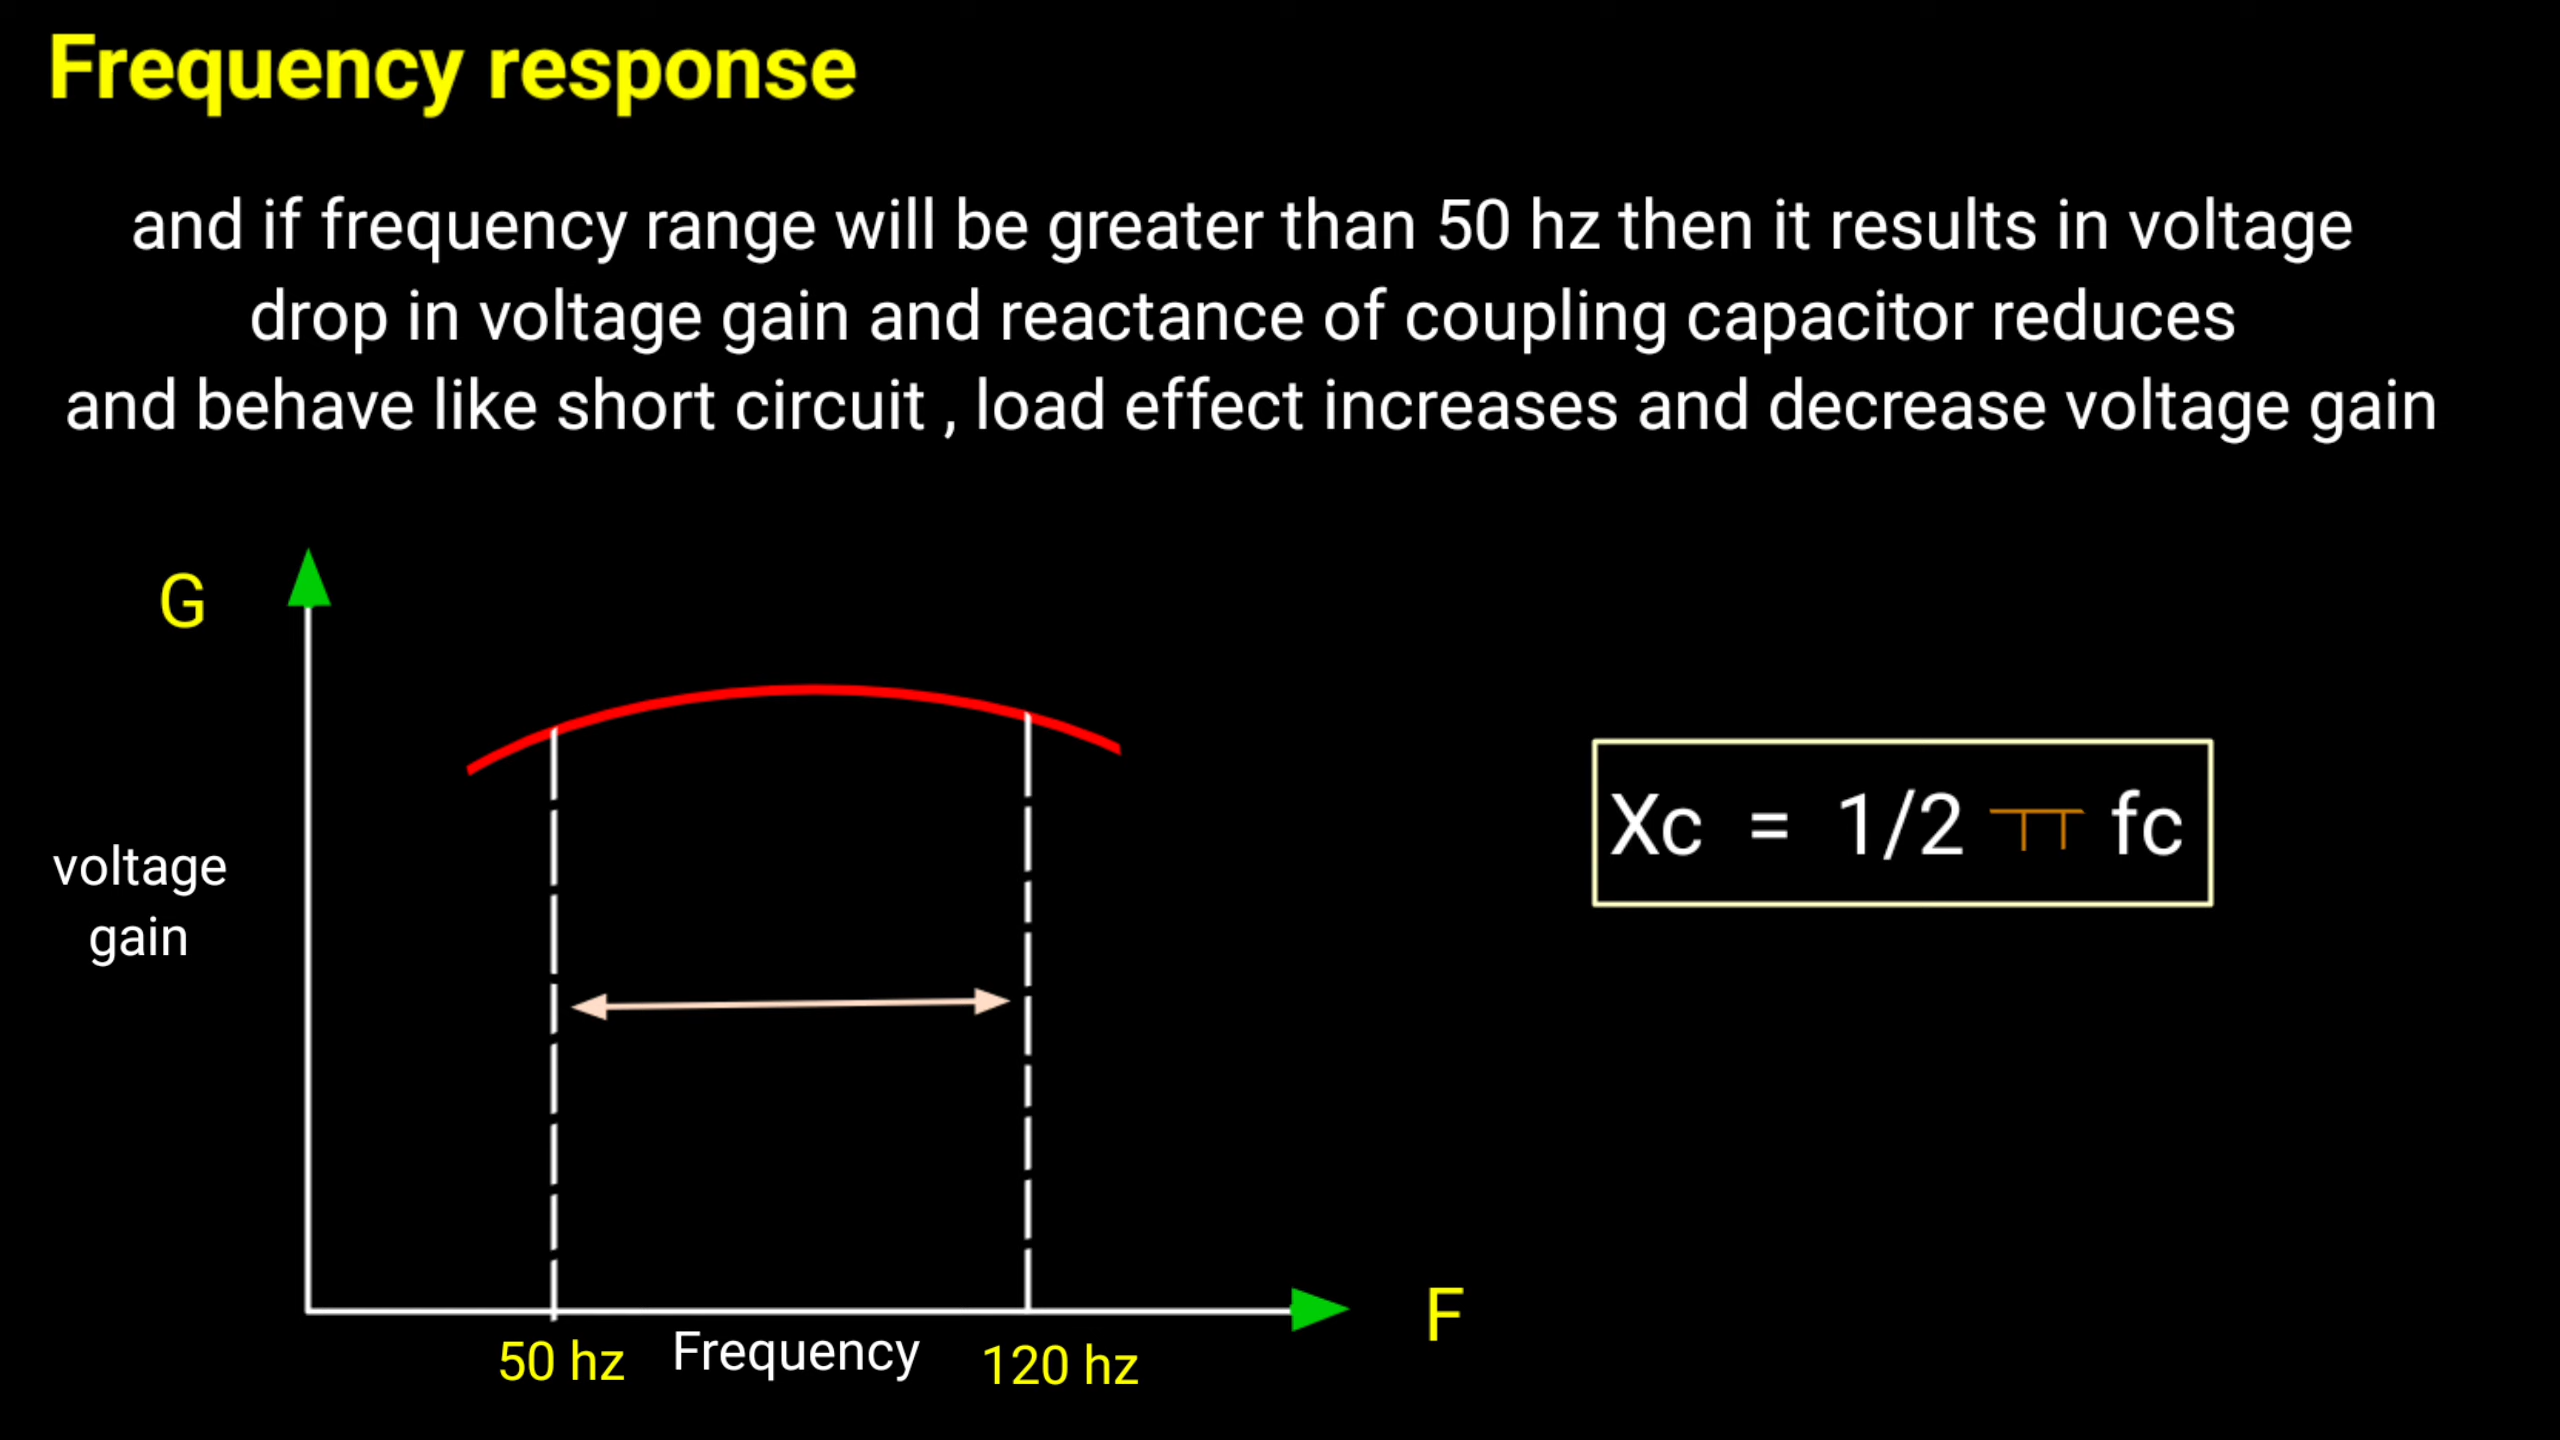 Frequency response
and if frequency range will be greater than 50 hz then it results in voltage
drop in voltage gain and reactance of coupling capacitor reduces
and behave like short circuit , load effect increases and decrease voltage gain
G
voltage
gain
Xc = 1/2 π fc
F
50 hz Frequency 120 hz